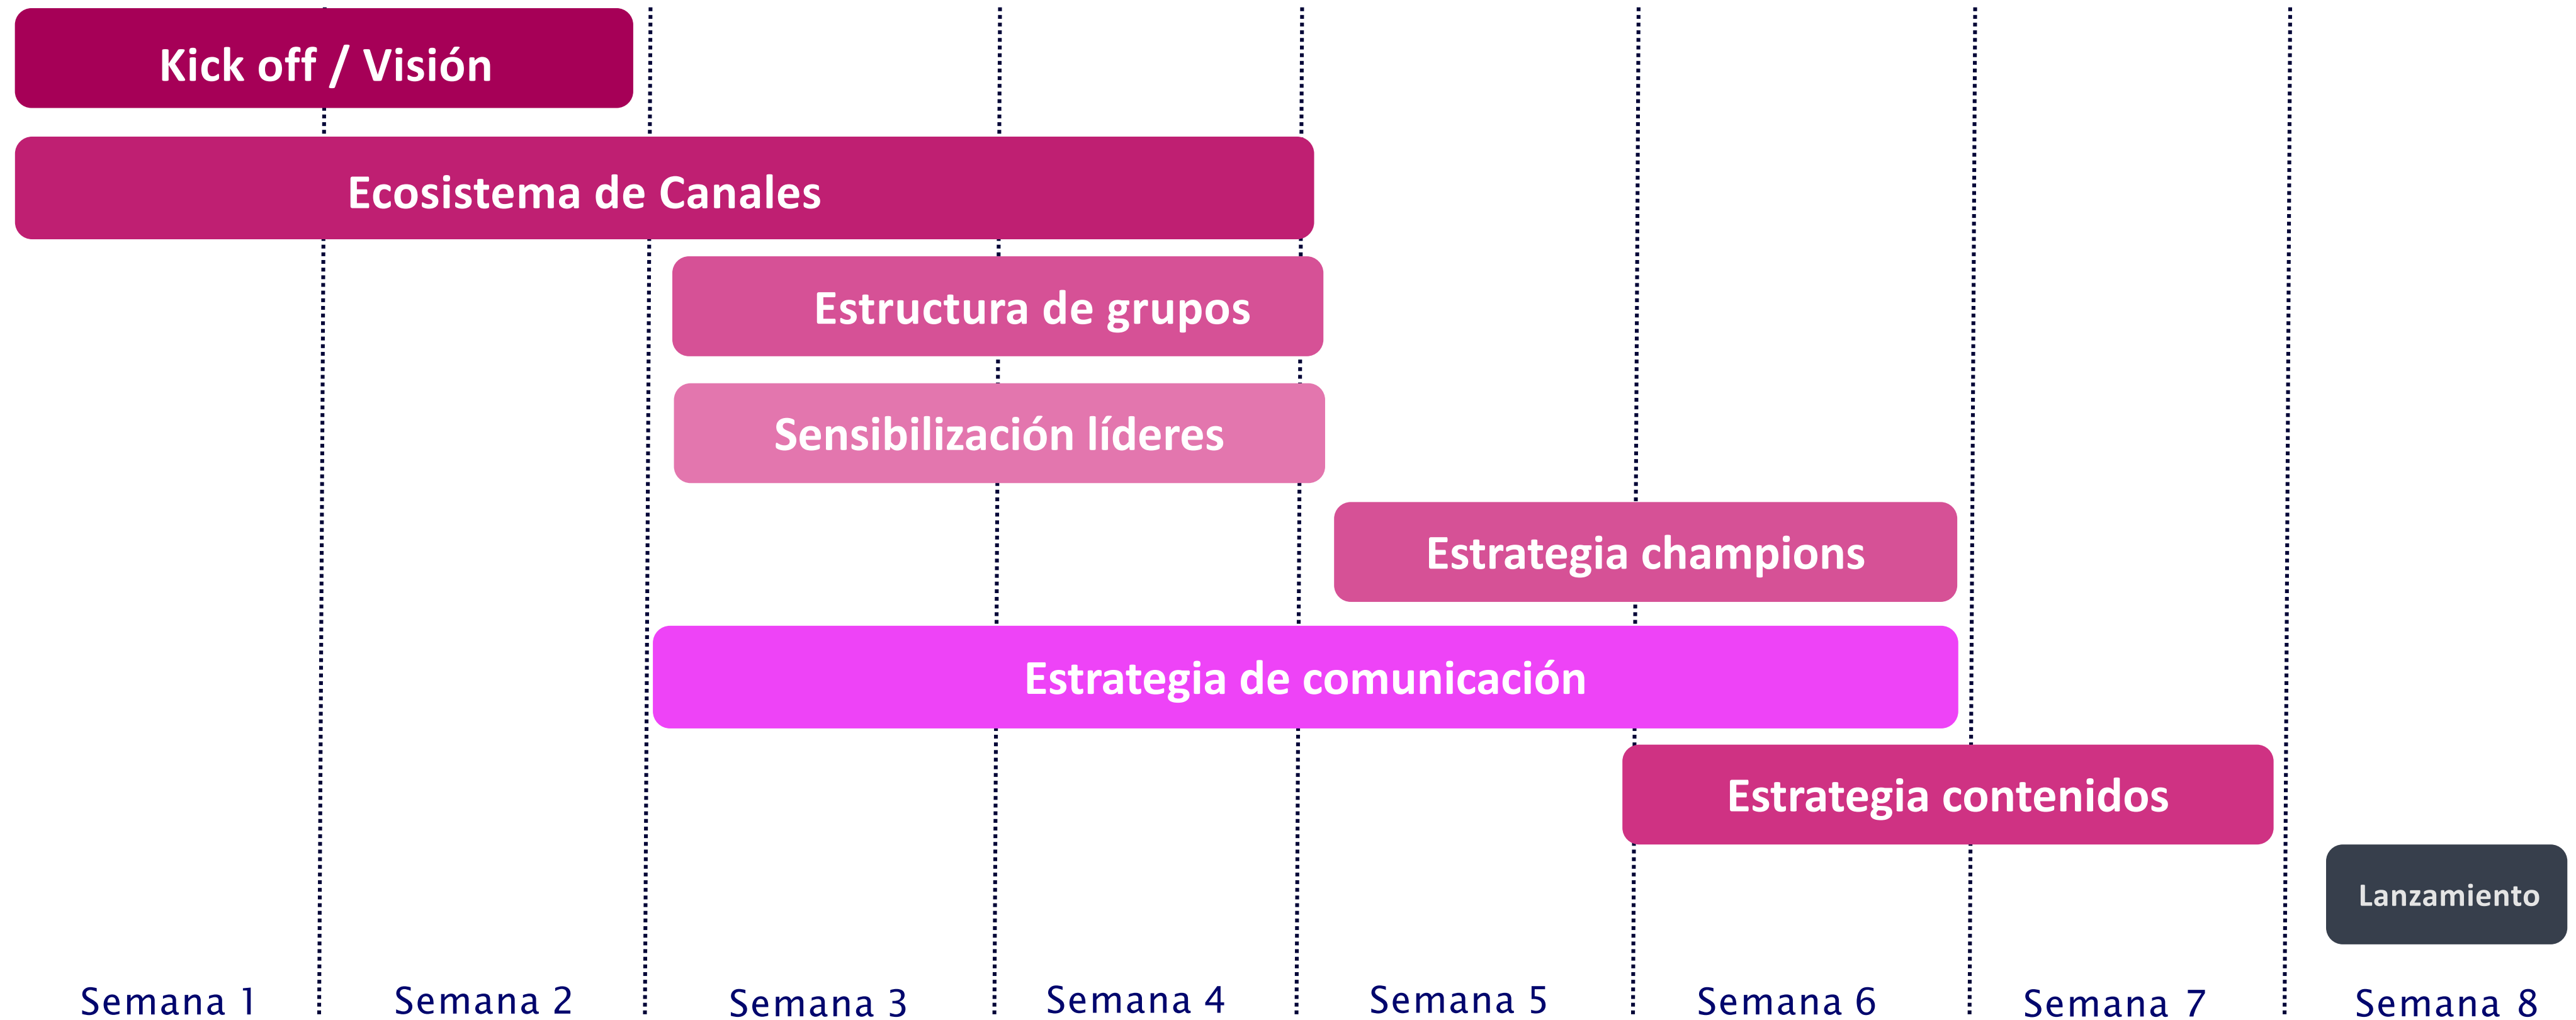 Kick off / Visión
Ecosistema de Canales
Estructura de grupos
Sensibilización líderes
Estrategia champions
Estrategia de comunicación
Estrategia contenidos
Lanzamiento
Semana 1
Semana 2
Semana 3
Semana 4
Semana 5
Semana 6
Semana 7
Semana 8